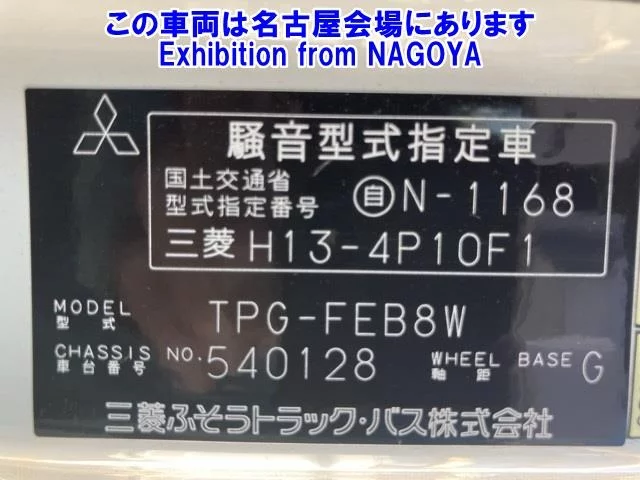 この車両は名古屋会場にあります
Exhibition from NAGOYA
騒音型式指定車
国土交通省
型式指定番号 自N-1168
三菱 H13-4P10F1
MODEL
型式 TPG-FEB8W
CHASSIS NO. 540128 WHEEL BASE G
車台番号 軸距
三菱ふそうトラック・バス株式会社